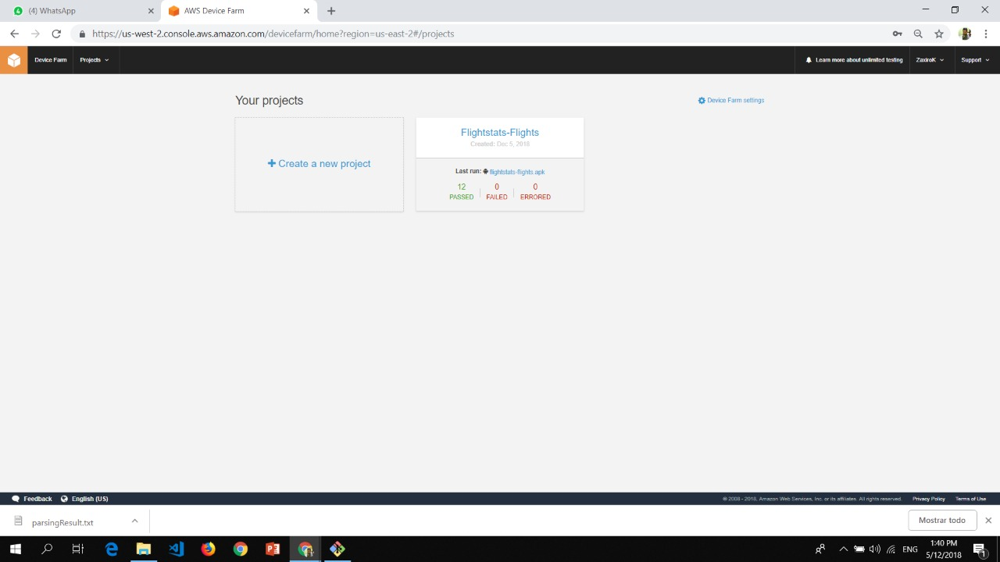 (4) WhatsApp
AWS Device Farm
https://us-west-2.console.aws.amazon.com/devicefarm/home?region=us-east-2#/projects
Device Farm
Projects
Learn more about unlimited testing
ZaxiroK
Support
Your projects
Device Farm settings
Create a new project
Flightstats-Flights
Created: Dec 5, 2018
Last run: flightstats-flights.apk
12 0 0
PASSED FAILED ERRORED
Feedback
English (US)
© 2008 - 2018, Amazon Web Services, Inc. or its affiliates. All rights reserved.
Privacy Policy
Terms of Use
parsingResult.txt
Mostrar todo
ENG
1:40 PM
5/12/2018
1